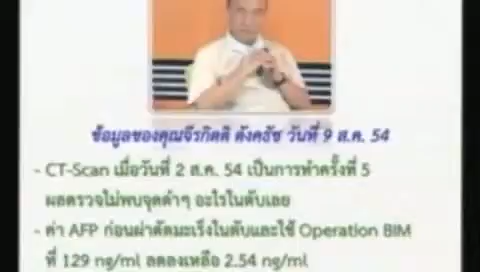 ข้อมูลของคุณจีรกิตติ ตังคธัช วันที่ 9 ส.ค. 54
- CT-Scan เมื่อวันที่ 2 ส.ค. 54 เป็นการทำครั้งที่ 5
ผลตรวจไม่พบจุดดำๆ อะไรในตับเลย
- ค่า AFP ก่อนผ่าตัดมะเร็งในตับและใช้ Operation BIM
ที่ 129 ng/ml ลดลงเหลือ 2.54 ng/ml